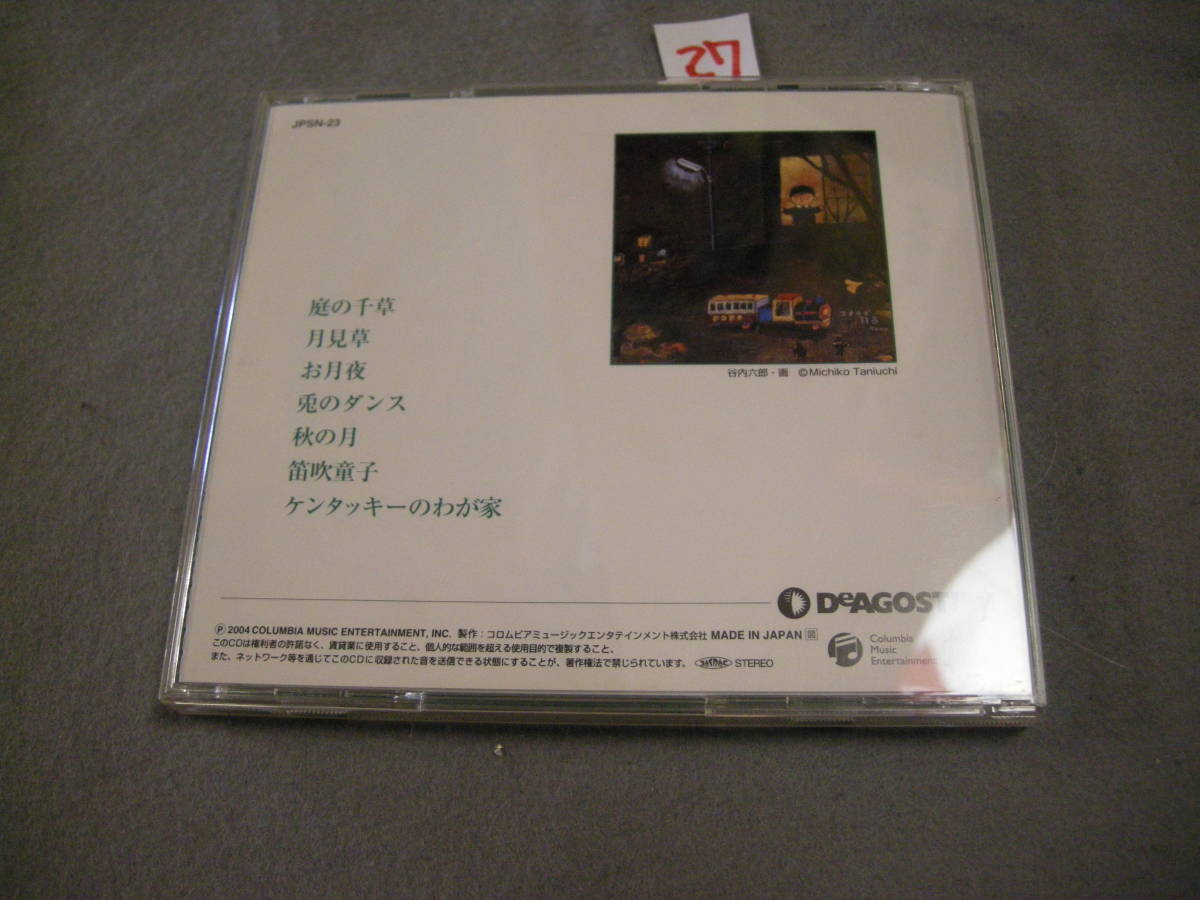 27
JPSN-23
谷内六郎・画 ©Michiko Taniuchi
庭の千草
月見草
お月夜
兎のダンス
秋の月
笛吹童子
ケンタッキーのわが家
DeAGOST
℗2004 COLUMBIA MUSIC ENTERTAINMENT, INC. 製作:コロムビアミュージックエンタテインメント株式会社 MADE IN JAPAN
このCDは権利者の許諾なく、賃貸業に使用すること、個人的な範囲を超える使用目的で複製すること、
また、ネットワーク等を通じてこのCDに収録された音を送信できる状態にすることが、著作権法で禁じられています。 JASRAC STEREO
Columbia
Music
Entertainment